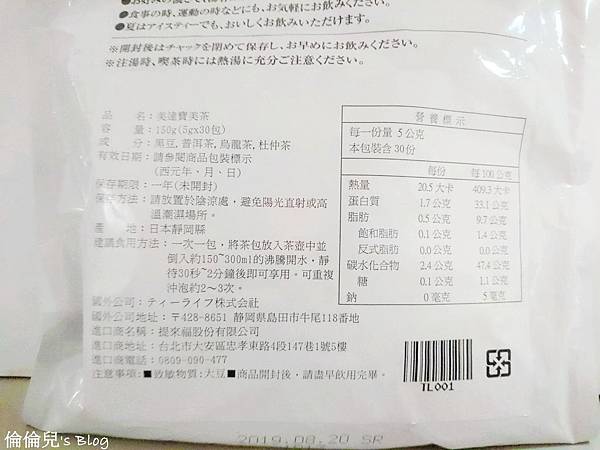 ●食事の時、運動の時などにも、お気軽にお飲みください。
●夏はアイスティーでも、おいしくお飲みいただけます。
※開封後はチャックを閉めて保存し、お早めにお飲みください。
※注湯時、喫茶時には熱湯に充分ご注意ください。
品　　名：美達寶美茶
容　　量：150g(5gx30包)
成　　分：黑豆,普洱茶,烏龍茶,杜仲茶
有效日期：請參閱商品包裝標示
(西元年、月、日)
保存期限：一年(未開封)
保存方法：請放置於陰涼處，避免陽光直射或高
溫潮濕場所。
產　　地：日本靜岡縣
建議食用方法：一次一包，將茶包放入茶壺中並
倒入約150~300ml的沸騰開水，靜
待30秒~2分鐘後即可享用。可重複
沖泡約2~3次。
國外公司：ティーライフ株式会社
國外公司地址：〒428-8651 静岡県島田市牛尾118番地
進口商名稱：提來福股份有限公司
進口商地址：台北市大安區忠孝東路4段147巷1號5樓
進口商電話：0809-090-477
注意事項:■致敏物質:大豆■商品開封後，請盡早飲用完畢。
營養標示
每一份量 5公克
本包裝含 30份
每份　每 100公克
熱量　20.5 大卡　409.3 大卡
蛋白質　1.7 公克　33.1 公克
脂肪　0.5 公克　9.7 公克
飽和脂肪　0.1 公克　1.4 公克
反式脂肪　0.0 公克　0.0 公克
碳水化合物　2.4 公克　47.4 公克
糖　0.1 公克　1.1 公克
鈉　0 毫克　5 毫克
TL001
紙
2019.08.20 SR
倫倫兒's Blog